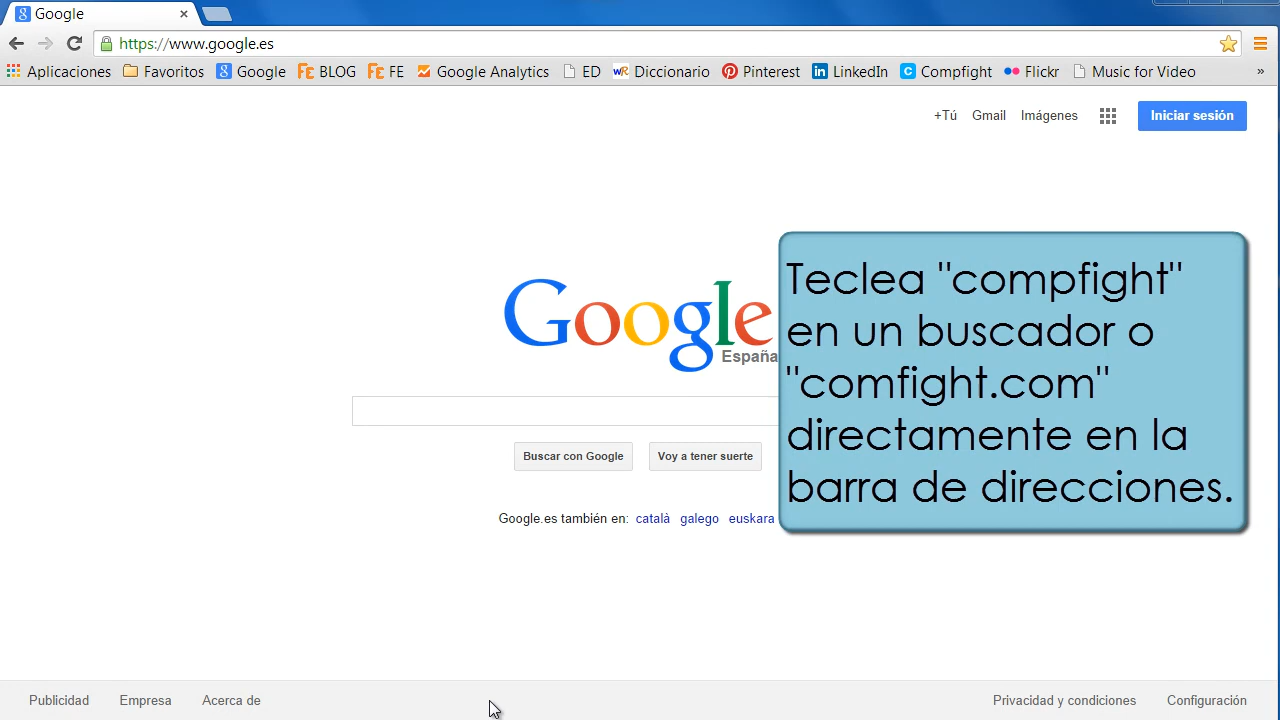 Google
https://www.google.es
Aplicaciones Favoritos Google BLOG FE Google Analytics ED Diccionario Pinterest LinkedIn Compfight Flickr Music for Video »
+Tú Gmail Imágenes Iniciar sesión
Google
España
Teclea "compfight"
en un buscador o
"comfight.com"
directamente en la
barra de direcciones.
Buscar con Google Voy a tener suerte
Google.es también en: català galego euskara
Publicidad Empresa Acerca de Privacidad y condiciones Configuración